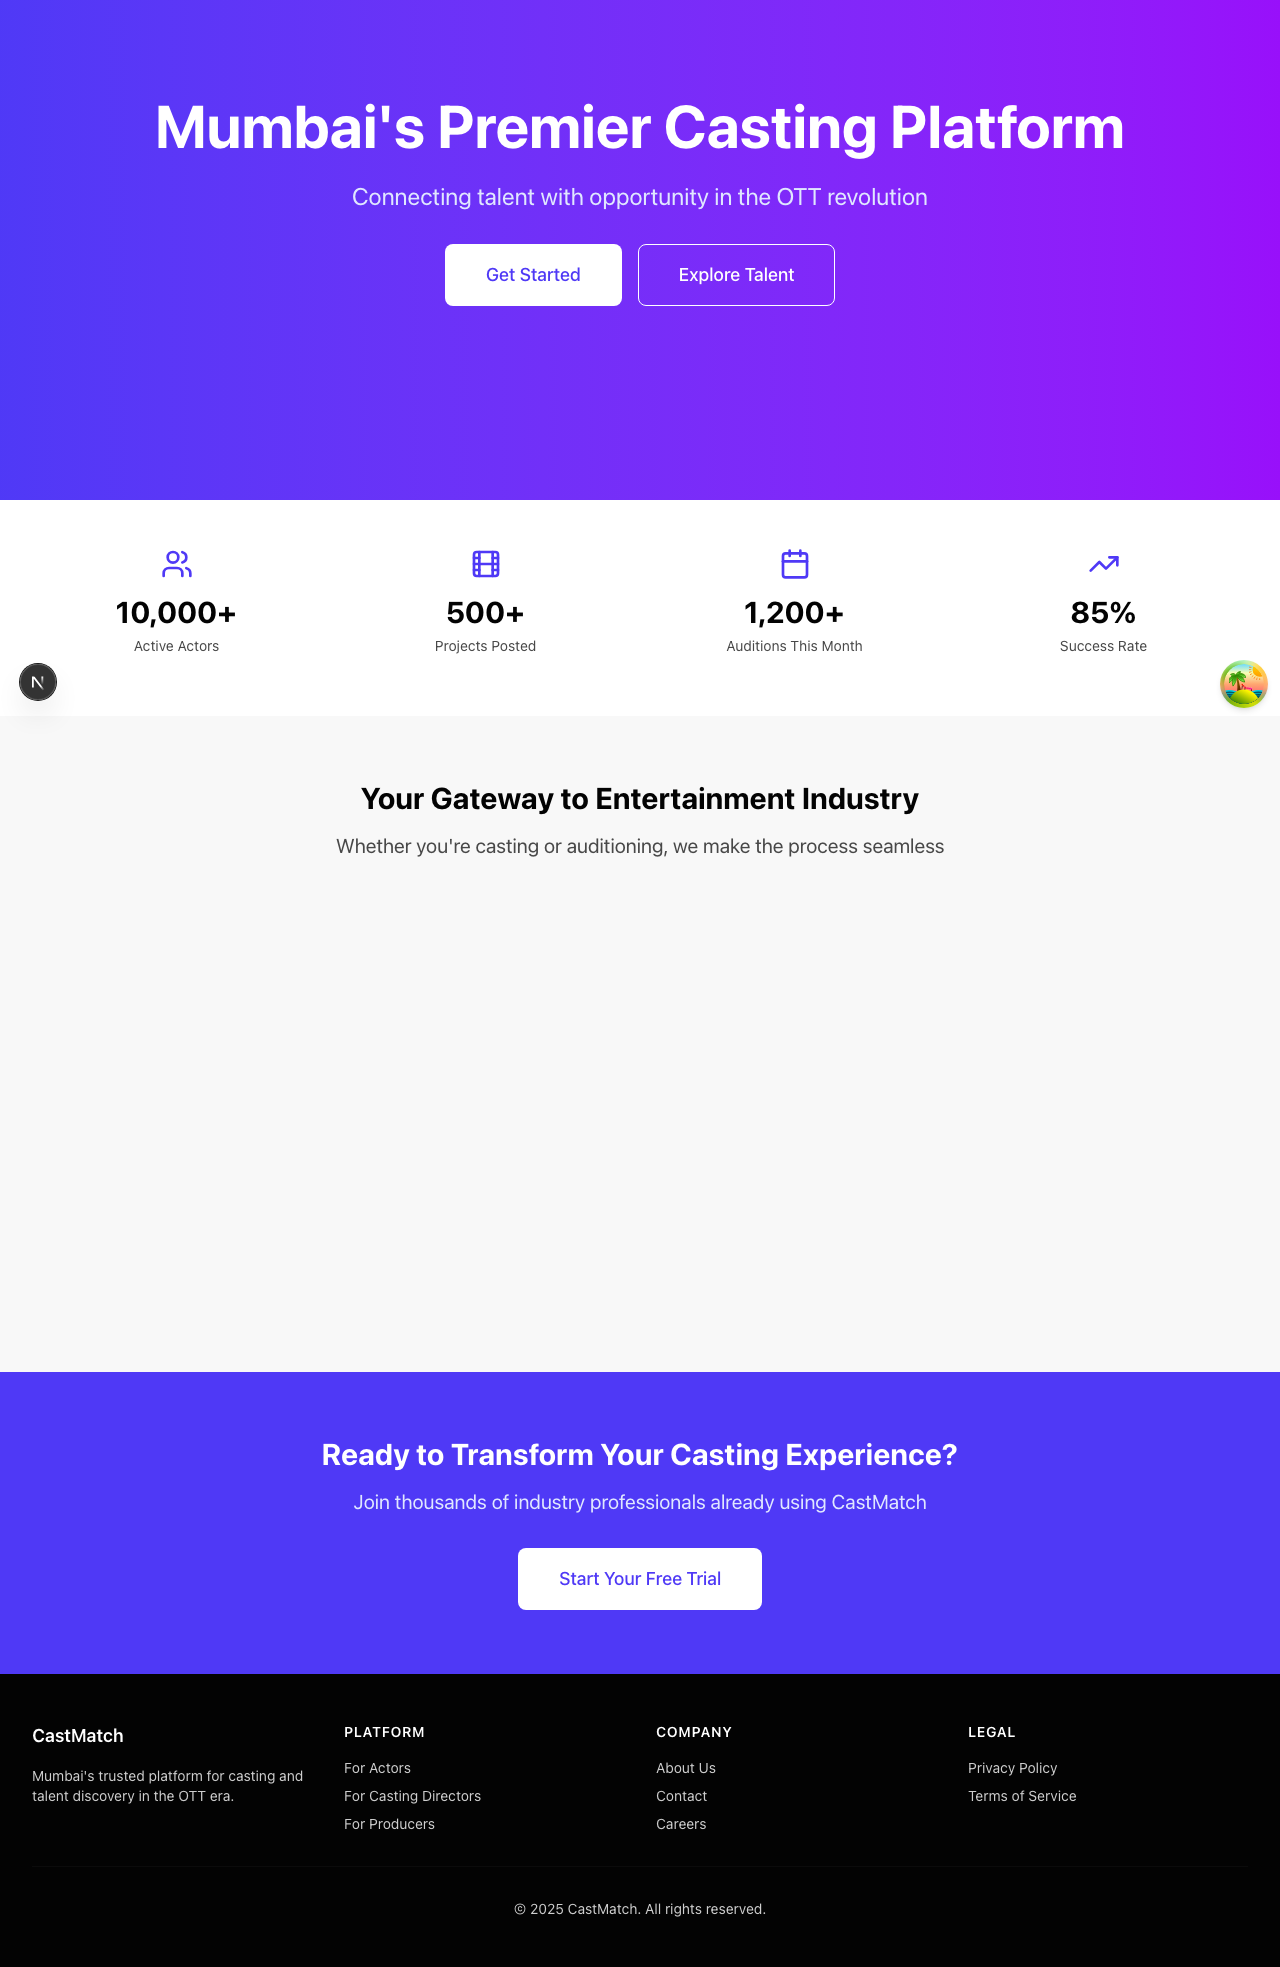 Mumbai's Premier Casting Platform
Connecting talent with opportunity in the OTT revolution
Get Started
Explore Talent
10,000+
Active Actors
500+
Projects Posted
1,200+
Auditions This Month
85%
Success Rate
N
Your Gateway to Entertainment Industry
Whether you're casting or auditioning, we make the process seamless
Ready to Transform Your Casting Experience?
Join thousands of industry professionals already using CastMatch
Start Your Free Trial
CastMatch
Mumbai's trusted platform for casting and
talent discovery in the OTT era.
PLATFORM
For Actors
For Casting Directors
For Producers
COMPANY
About Us
Contact
Careers
LEGAL
Privacy Policy
Terms of Service
© 2025 CastMatch. All rights reserved.